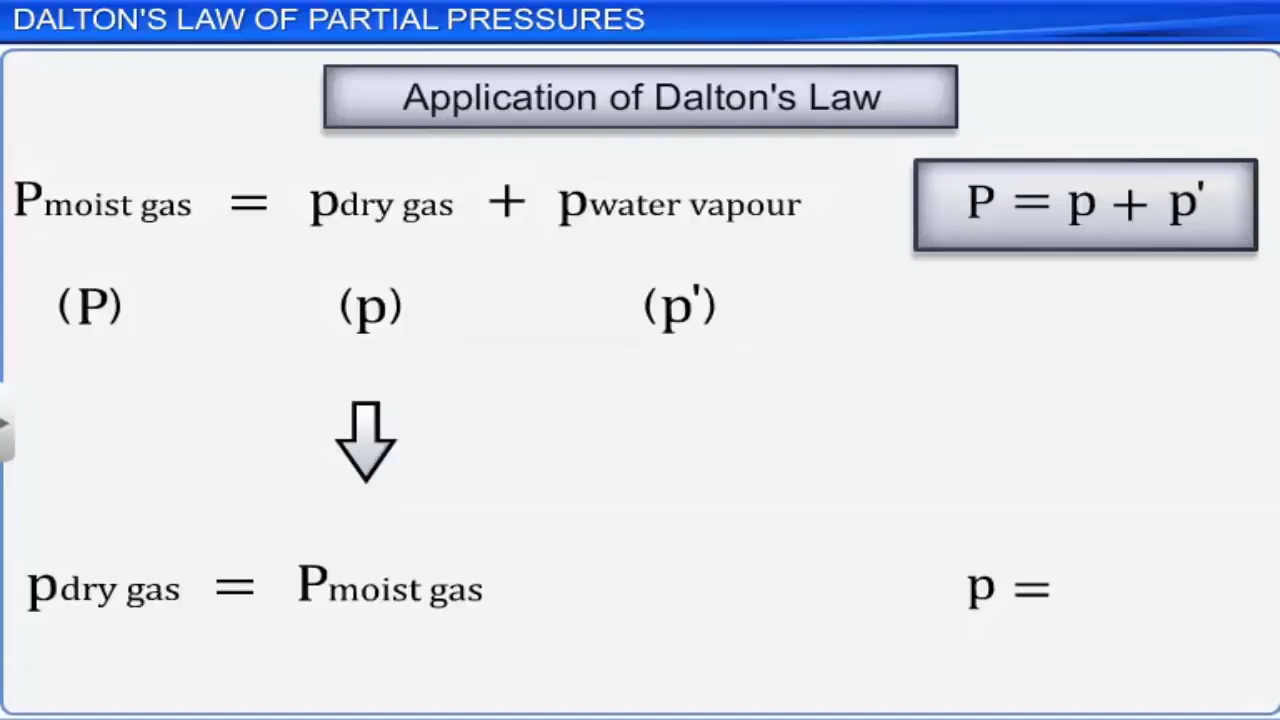 DALTON'S LAW OF PARTIAL PRESSURES
Application of Dalton's Law
Pmoist gas = pdry gas + pwater vapour
P = p + p'
(P) (p) (p')
pdry gas = Pmoist gas
p =